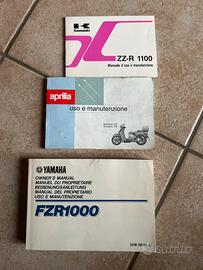 Kawasaki
ZZ-R 1100
Manuale d'uso e manutenzione
aprilia
uso e manutenzione
YAMAHA
OWNER'S MANUAL
MANUEL DU PROPRIETAIRE
BEDIENUNGSANLEITUNG
MANUAL DEL PROPIETARIO
USO E MANUTENZIONE
FZR1000
subito